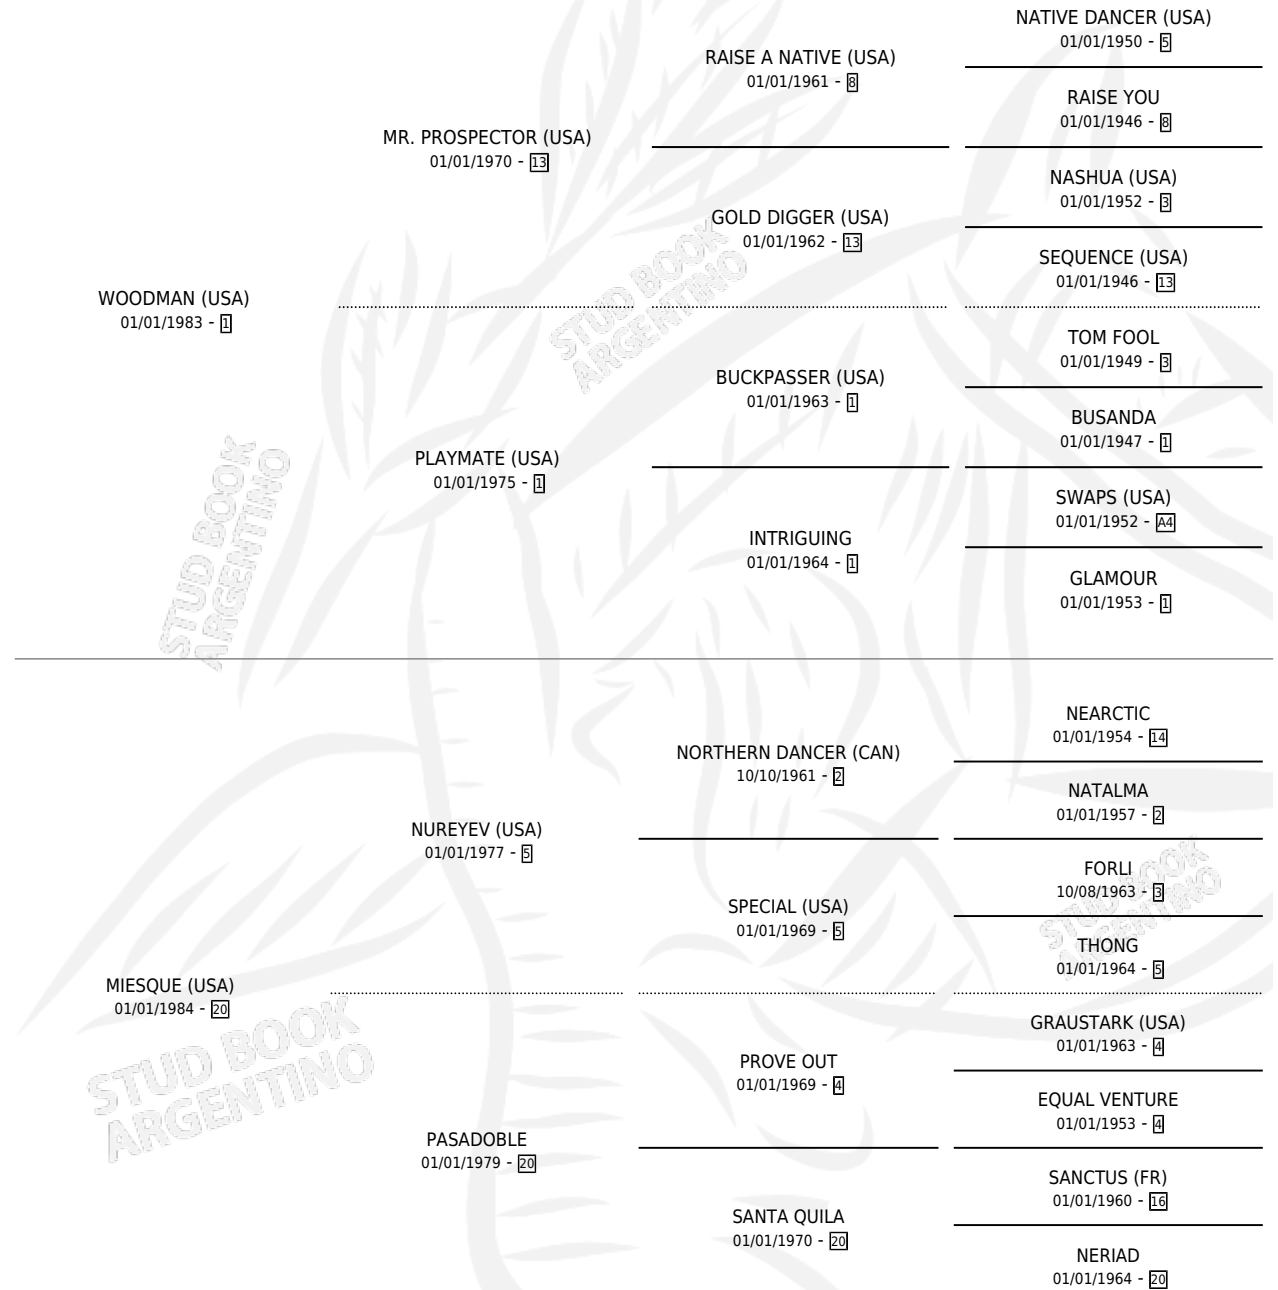 NATIVE DANCER (USA)
01/01/1950 - 5
RAISE A NATIVE (USA)
01/01/1961 - 8
RAISE YOU
01/01/1946 - 8
MR. PROSPECTOR (USA)
01/01/1970 - 13
NASHUA (USA)
01/01/1952 - 3
GOLD DIGGER (USA)
01/01/1962 - 13
SEQUENCE (USA)
01/01/1946 - 13
STUD BOOK
ARGENTINO
WOODMAN (USA)
01/01/1983 - 1
TOM FOOL
01/01/1949 - 3
BUCKPASSER (USA)
01/01/1963 - 1
BUSANDA
01/01/1947 - 1
PLAYMATE (USA)
01/01/1975 - 1
SWAPS (USA)
01/01/1952 - A4
INTRIGUING
01/01/1964 - 1
GLAMOUR
01/01/1953 - 1
STUD BOOK
ARGENTINO
NEARCTIC
01/01/1954 - 14
NORTHERN DANCER (CAN)
10/10/1961 - 2
NATALMA
01/01/1957 - 2
NUREYEV (USA)
01/01/1977 - 5
FORLI
10/08/1963 - 3
SPECIAL (USA)
01/01/1969 - 5
STUD BOOK
ARGENTINO
THONG
01/01/1964 - 5
MIESQUE (USA)
01/01/1984 - 20
GRAUSTARK (USA)
01/01/1963 - 4
STUD BOOK
ARGENTINO
PROVE OUT
01/01/1969 - 4
EQUAL VENTURE
01/01/1953 - 4
PASADOBLE
01/01/1979 - 20
SANCTUS (FR)
01/01/1960 - 16
SANTA QUILA
01/01/1970 - 20
NERIAD
01/01/1964 - 20